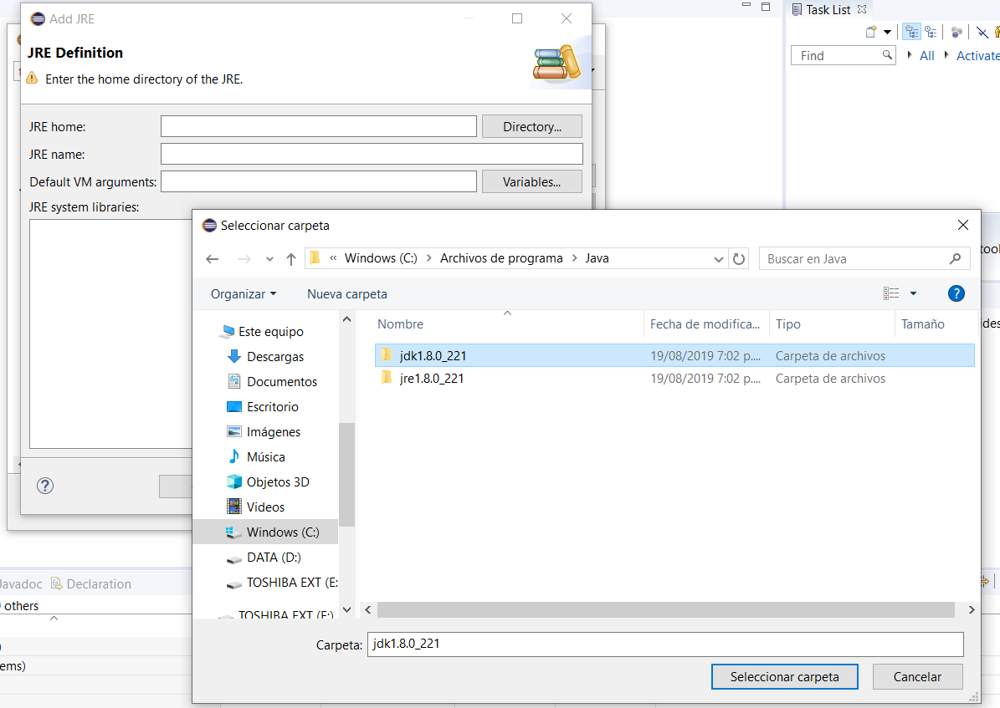 Add JRE
Task List
JRE Definition
Enter the home directory of the JRE.
Find
All
Activate
JRE home:
Directory...
JRE name:
Default VM arguments:
Variables...
JRE system libraries:
Seleccionar carpeta
« Windows (C:) > Archivos de programa > Java
Buscar en Java
Organizar
Nueva carpeta
?
Nombre
Fecha de modifica...
Tipo
Tamaño
Este equipo
Descargas
Documentos
Escritorio
Imágenes
Música
Objetos 3D
Videos
Windows (C:)
DATA (D:)
TOSHIBA EXT (E:
TOSHIBA EXT (E:)
jdk1.8.0_221
19/08/2019 7:02 p....
Carpeta de archivos
jre1.8.0_221
19/08/2019 7:02 p....
Carpeta de archivos
?
Javadoc
Declaration
others
ems)
Carpeta:
jdk1.8.0_221
Seleccionar carpeta
Cancelar